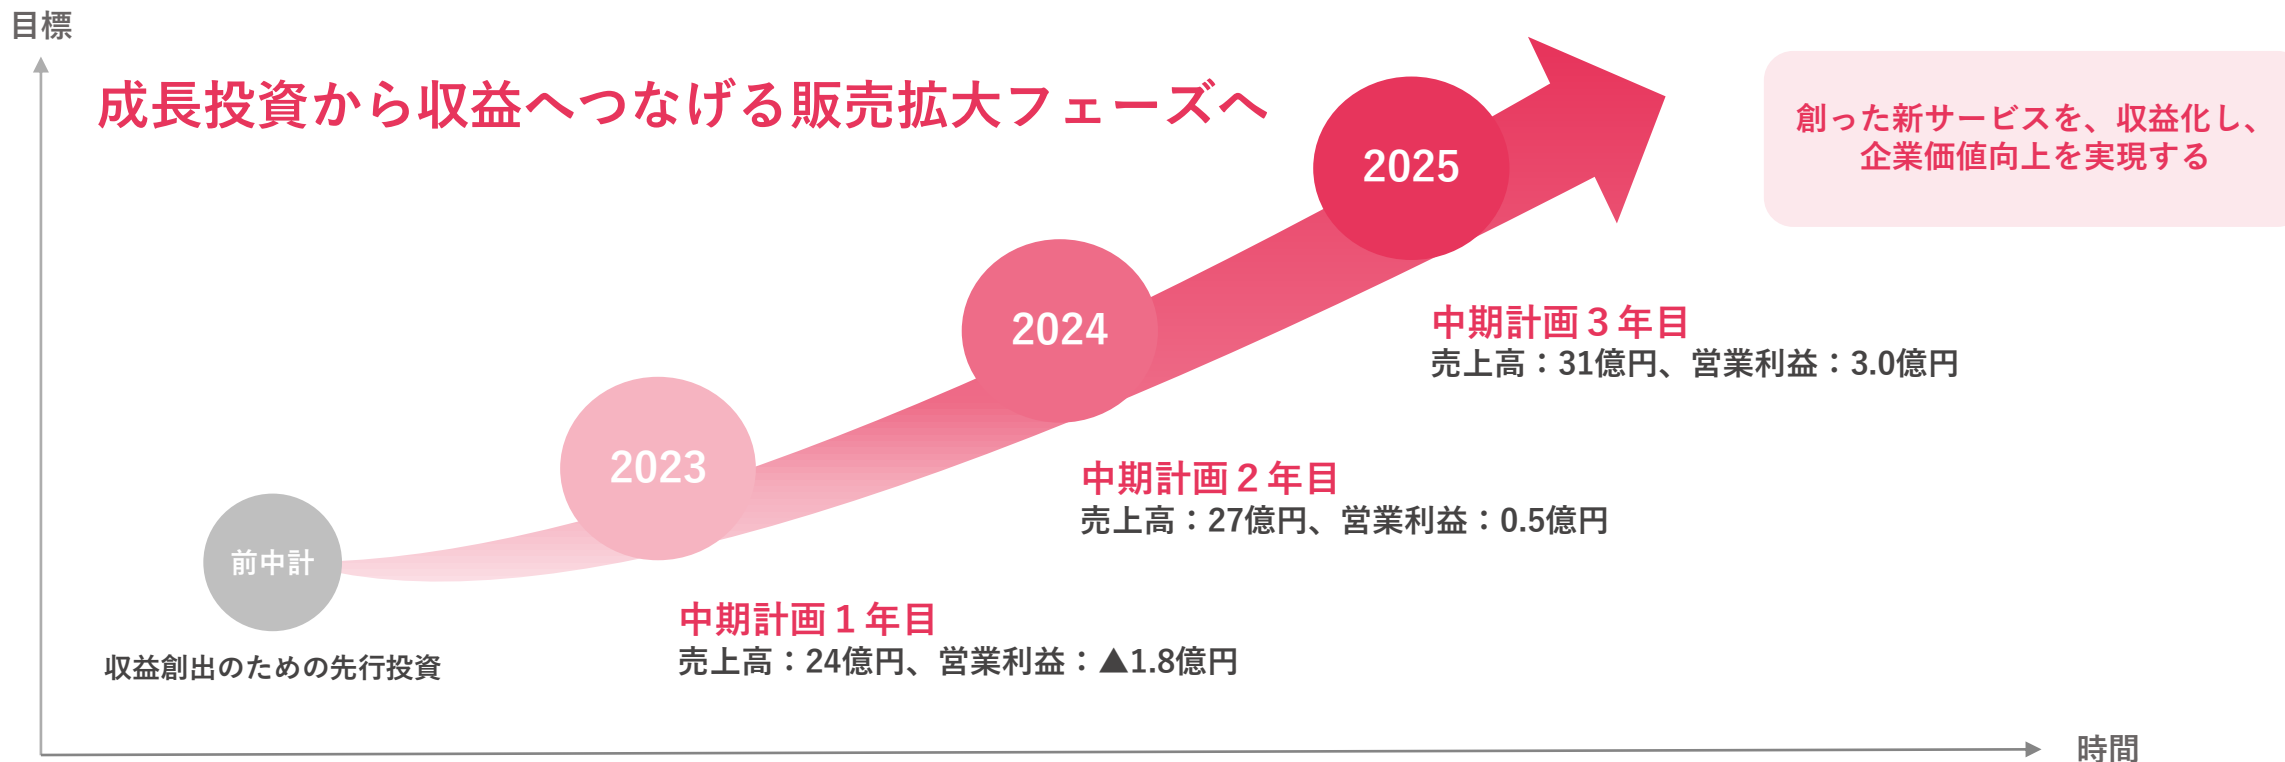 目標
成長投資から収益へつなげる販売拡大フェーズへ
創った新サービスを、収益化し、
企業価値向上を実現する
2025
中期計画３年目
売上高：31億円、営業利益：3.0億円
2024
中期計画２年目
売上高：27億円、営業利益：0.5億円
2023
中期計画１年目
売上高：24億円、営業利益：▲1.8億円
前中計
収益創出のための先行投資
時間